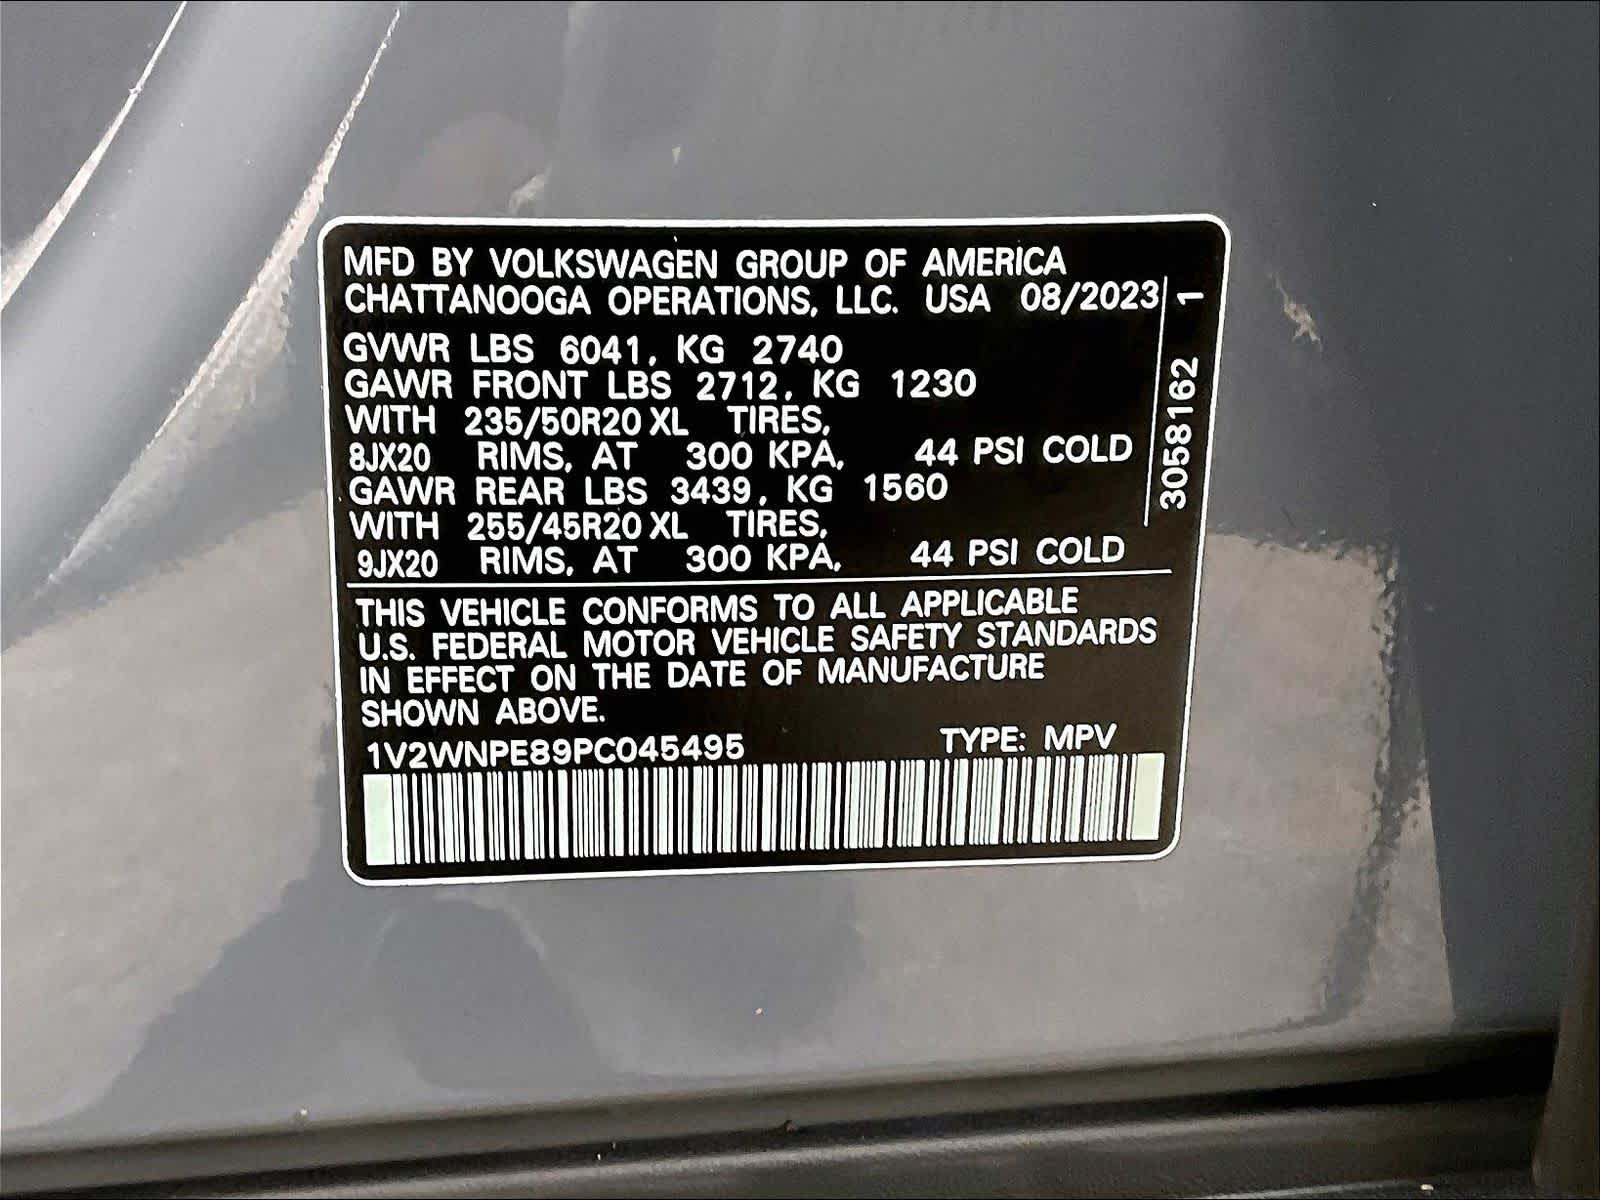 MFD BY VOLKSWAGEN GROUP OF AMERICA
CHATTANOOGA OPERATIONS, LLC. USA 08/2023
GVWR LBS 6041, KG 2740
GAWR FRONT LBS 2712, KG 1230
WITH 235/50R20 XL TIRES,
8JX20 RIMS, AT 300 KPA, 44 PSI COLD
GAWR REAR LBS 3439, KG 1560
WITH 255/45R20 XL TIRES,
9JX20 RIMS, AT 300 KPA, 44 PSI COLD
3058162 1
THIS VEHICLE CONFORMS TO ALL APPLICABLE
U.S. FEDERAL MOTOR VEHICLE SAFETY STANDARDS
IN EFFECT ON THE DATE OF MANUFACTURE
SHOWN ABOVE.
1V2WNPE89PC045495 TYPE: MPV